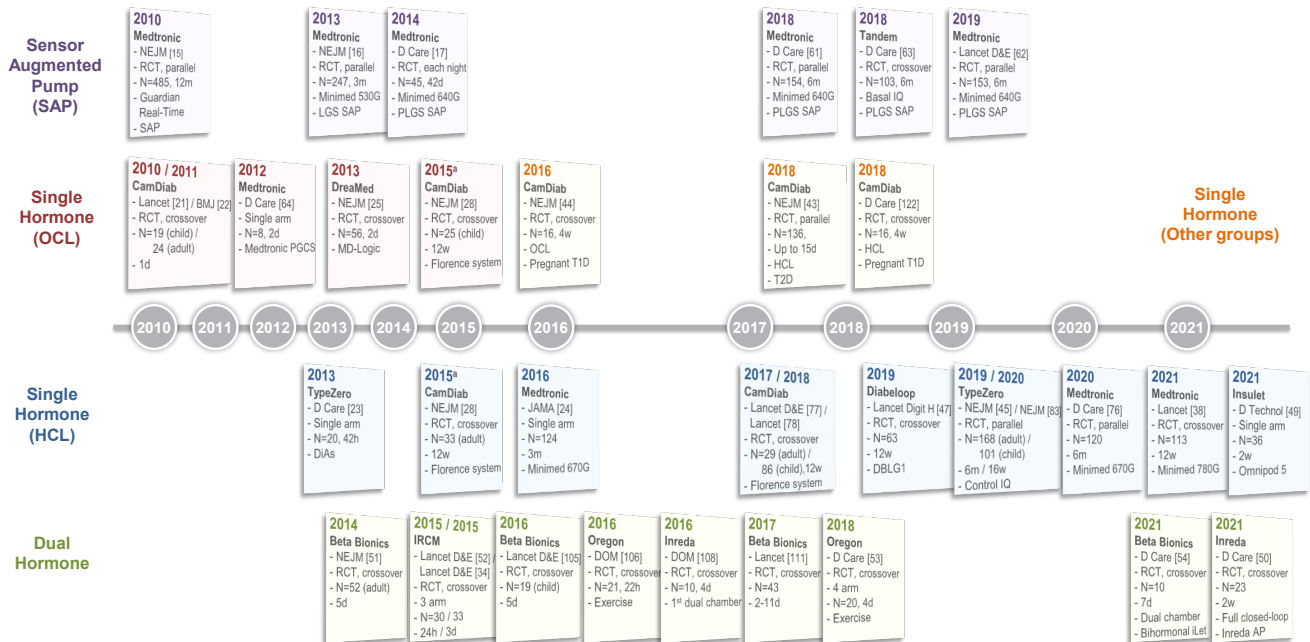 Sensor
Augmented
Pump
(SAP)
2010
Medtronic
- NEJM [15]
- RCT, parallel
- N=485, 12m
- Guardian
Real-Time
- SAP
2013
Medtronic
- NEJM [16]
- RCT, parallel
- N=247, 3m
- Minimed 530G
- LGS SAP
2014
Medtronic
- D Care [17]
- RCT, each night
- N=45, 42d
- Minimed 640G
- PLGS SAP
2018
Medtronic
- D Care [61]
- RCT, parallel
- N=154, 6m
- Minimed 640G
- PLGS SAP
2018
Tandem
- D Care [63]
- RCT, crossover
- N=103, 6m
- Basal IQ
- PLGS SAP
2019
Medtronic
- Lancet D&E [62]
- RCT, parallel
- N=153, 6m
- Minimed 640G
- PLGS SAP
Single
Hormone
(OCL)
2010 / 2011
CamDiab
- Lancet [21] / BMJ [22]
- RCT, crossover
- N=19 (child) /
24 (adult)
- 1d
2012
Medtronic
- D Care [64]
- Single arm
- N=8, 2d
- Medtronic PGCS
2013
DreaMed
- NEJM [25]
- RCT, crossover
- N=56, 2d
- MD-Logic
2015ª
CamDiab
- NEJM [28]
- RCT, crossover
- N=25 (child)
- 12w
- Florence system
2016
CamDiab
- NEJM [44]
- RCT, crossover
- N=16, 4w
- OCL
- Pregnant T1D
2018
CamDiab
- NEJM [43]
- RCT, parallel
- N=136,
- Up to 15d
- HCL
- T2D
2018
CamDiab
- D Care [122]
- RCT, crossover
- N=16, 4w
- HCL
- Pregnant T1D
Single
Hormone
(Other groups)
2010 2011 2012 2013 2014 2015 2016 2017 2018 2019 2020 2021
Single
Hormone
(HCL)
2013
TypeZero
- D Care [23]
- Single arm
- N=20, 42h
- DiAs
2015ª
CamDiab
- NEJM [28]
- RCT, crossover
- N=33 (adult)
- 12w
- Florence system
2016
Medtronic
- JAMA [24]
- Single arm
- N=124
- 3m
- Minimed 670G
2017 / 2018
CamDiab
- Lancet D&E [77] /
Lancet [78]
- RCT, crossover
- N=29 (adult) /
86 (child),12w
- Florence system
2019
Diabeloop
- Lancet Digit H [47]
- RCT, crossover
- N=63
- 12w
- DBLG1
2019 / 2020
TypeZero
- NEJM [45] / NEJM [83]
- RCT, parallel
- N=168 (adult) /
101 (child)
- 6m / 16w
- Control IQ
2020
Medtronic
- D Care [76]
- RCT, parallel
- N=120
- 6m
- Minimed 670G
2021
Medtronic
- Lancet [38]
- RCT, crossover
- N=113
- 12w
- Minimed 780G
2021
Insulet
- D Technol [49]
- Single arm
- N=36
- 2w
- Omnipod 5
Dual
Hormone
2014
Beta Bionics
- NEJM [51]
- RCT, crossover
- N=52 (adult)
- 5d
2015 / 2015
IRCM
- Lancet D&E [52] /
Lancet D&E [34]
- RCT, crossover
- 3 arm
- N=30 / 33
- 24h / 3d
2016
Beta Bionics
- Lancet D&E [105]
- RCT, crossover
- N=19 (child)
- 5d
2016
Oregon
- DOM [106]
- RCT, crossover
- N=21, 22h
- Exercise
2016
Inreda
- DOM [108]
- RCT, crossover
- N=10, 4d
- 1st dual chamber
2017
Beta Bionics
- Lancet [111]
- RCT, crossover
- N=43
- 2-11d
2018
Oregon
- D Care [53]
- RCT, crossover
- 4 arm
- N=20, 4d
- Exercise
2021
Beta Bionics
- D Care [54]
- RCT, crossover
- N=10
- 7d
- Dual chamber
- Bihormonal iLet
2021
Inreda
- D Care [50]
- RCT, crossover
- N=23
- 2w
- Full closed-loop
- Inreda AP